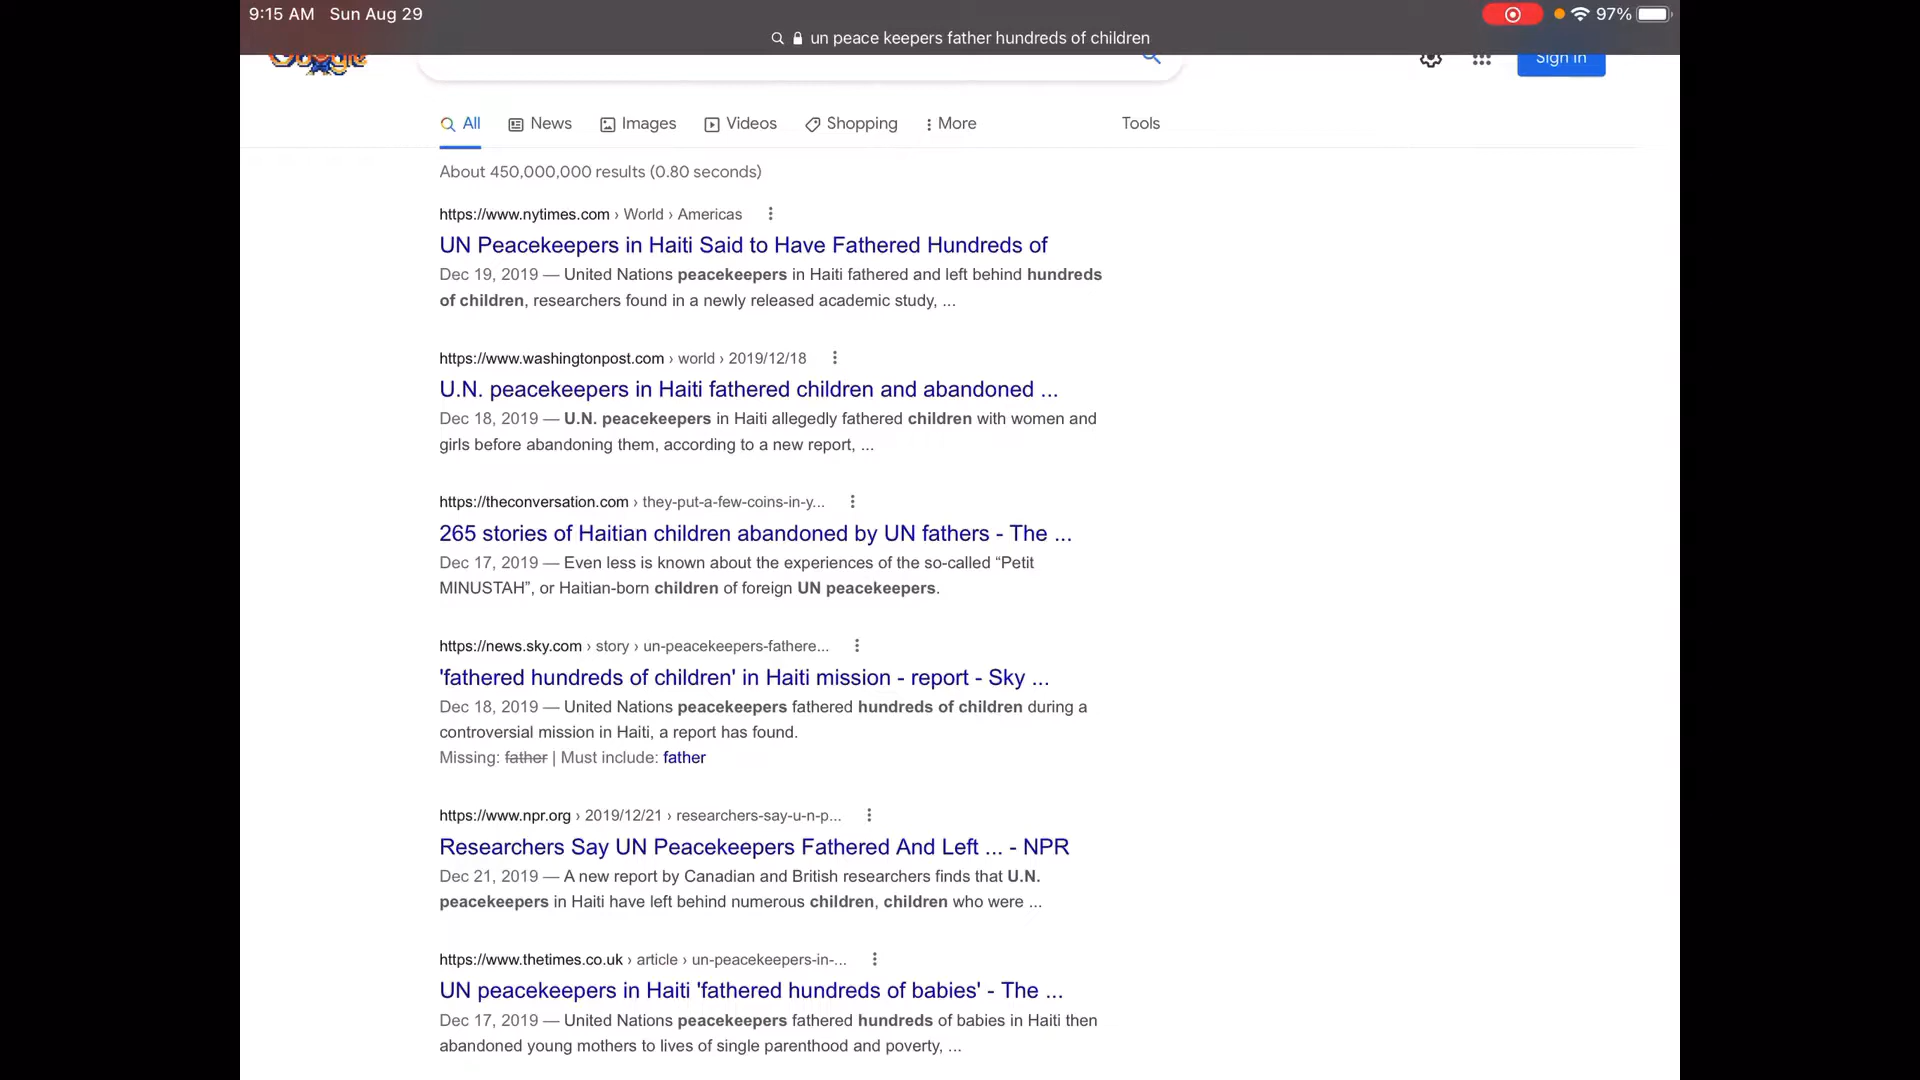 9:15 AM Sun Aug 29
97%
un peace keepers father hundreds of children
Google
Sign in
All News Images Videos Shopping More Tools
About 450,000,000 results (0.80 seconds)
https://www.nytimes.com › World › Americas
UN Peacekeepers in Haiti Said to Have Fathered Hundreds of
Dec 19, 2019 — United Nations peacekeepers in Haiti fathered and left behind hundreds
of children, researchers found in a newly released academic study, ...
https://www.washingtonpost.com › world › 2019/12/18
U.N. peacekeepers in Haiti fathered children and abandoned ...
Dec 18, 2019 — U.N. peacekeepers in Haiti allegedly fathered children with women and
girls before abandoning them, according to a new report, ...
https://theconversation.com › they-put-a-few-coins-in-y...
265 stories of Haitian children abandoned by UN fathers - The ...
Dec 17, 2019 — Even less is known about the experiences of the so-called “Petit
MINUSTAH”, or Haitian-born children of foreign UN peacekeepers.
https://news.sky.com › story › un-peacekeepers-fathere...
'fathered hundreds of children' in Haiti mission - report - Sky ...
Dec 18, 2019 — United Nations peacekeepers fathered hundreds of children during a
controversial mission in Haiti, a report has found.
Missing: father | Must include: father
https://www.npr.org › 2019/12/21 › researchers-say-u-n-p...
Researchers Say UN Peacekeepers Fathered And Left ... - NPR
Dec 21, 2019 — A new report by Canadian and British researchers finds that U.N.
peacekeepers in Haiti have left behind numerous children, children who were ...
https://www.thetimes.co.uk › article › un-peacekeepers-in-...
UN peacekeepers in Haiti 'fathered hundreds of babies' - The ...
Dec 17, 2019 — United Nations peacekeepers fathered hundreds of babies in Haiti then
abandoned young mothers to lives of single parenthood and poverty, ...